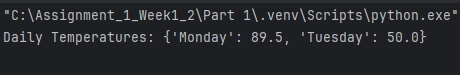 "C:\Assignment_1_Week1_2\Part 1\.venv\Scripts\python.exe"
Daily Temperatures: {'Monday': 89.5, 'Tuesday': 50.0}